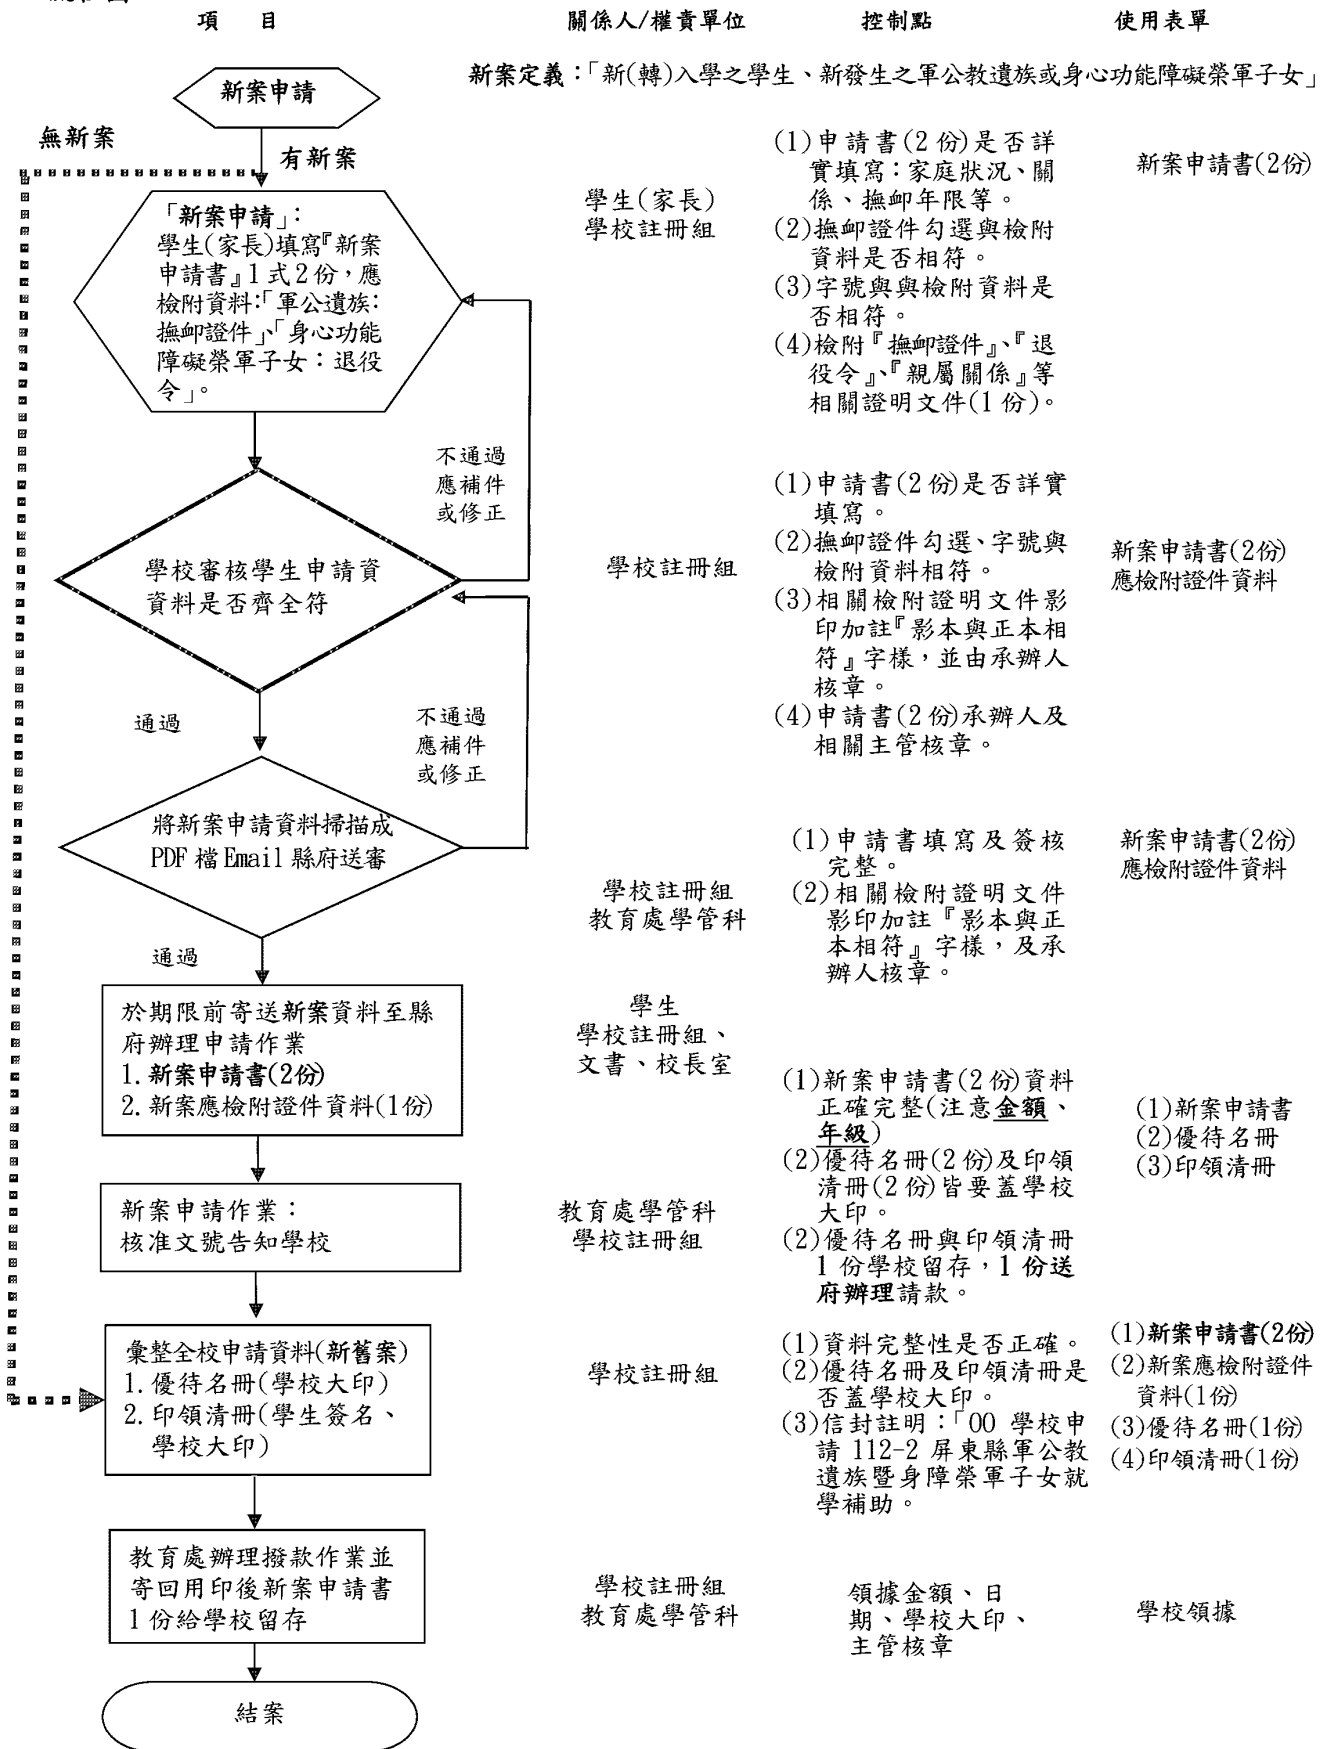 項　目
關係人/權責單位
控制點
使用表單
新案定義：「新(轉)入學之學生、新發生之軍公教遺族或身心功能障礙榮軍子女」
新案申請
無新案
有新案
「新案申請」：
學生(家長)填寫『新案
申請書』1式2份，應
檢附資料:「軍公遺族:
撫卹證件」、「身心功能
障礙榮軍子女：退役
令」。
學生(家長)
學校註冊組
(1)申請書(2份)是否詳
實填寫：家庭狀況、關
係、撫卹年限等。
(2)撫卹證件勾選與檢附
資料是否相符。
(3)字號與與檢附資料是
否相符。
(4)檢附『撫卹證件』、『退
役令』、『親屬關係』等
相關證明文件(1份)。
新案申請書(2份)
不通過
應補件
或修正
學校審核學生申請資
資料是否齊全符
學校註冊組
(1)申請書(2份)是否詳實
填寫。
(2)撫卹證件勾選、字號與
檢附資料相符。
(3)相關檢附證明文件影
印加註『影本與正本相
符』字樣，並由承辦人
核章。
(4)申請書(2份)承辦人及
相關主管核章。
新案申請書(2份)
應檢附證件資料
通過
不通過
應補件
或修正
將新案申請資料掃描成
PDF檔Email縣府送審
學校註冊組
教育處學管科
(1)申請書填寫及簽核
完整。
(2)相關檢附證明文件
影印加註『影本與正
本相符』字樣，及承
辦人核章。
新案申請書(2份)
應檢附證件資料
通過
於期限前寄送新案資料至縣
府辦理申請作業
1.新案申請書(2份)
2.新案應檢附證件資料(1份)
學生
學校註冊組、
文書、校長室
(1)新案申請書(2份)資料
正確完整(注意金額、
年級)
(2)優待名冊(2份)及印領
清冊(2份)皆要蓋學校
大印。
(2)優待名冊與印領清冊
1份學校留存，1份送
府辦理請款。
(1)新案申請書
(2)優待名冊
(3)印領清冊
新案申請作業：
核准文號告知學校
教育處學管科
學校註冊組
彙整全校申請資料(新舊案)
1.優待名冊(學校大印)
2.印領清冊(學生簽名、
學校大印)
學校註冊組
(1)資料完整性是否正確。
(2)優待名冊及印領清冊是
否蓋學校大印。
(3)信封註明：「OO 學校申
請 112-2 屏東縣軍公教
遺族暨身障榮軍子女就
學補助。
(1)新案申請書(2份)
(2)新案應檢附證件
資料(1份)
(3)優待名冊(1份)
(4)印領清冊(1份)
教育處辦理撥款作業並
寄回用印後新案申請書
1份給學校留存
學校註冊組
教育處學管科
領據金額、日
期、學校大印、
主管核章
學校領據
結案